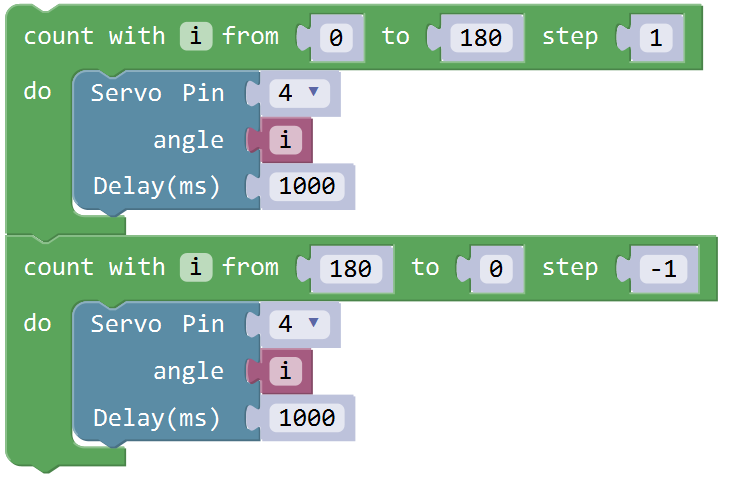 count with i from 0 to 180 step 1
do Servo Pin 4
angle i
Delay(ms) 1000
count with i from 180 to 0 step -1
do Servo Pin 4
angle i
Delay(ms) 1000